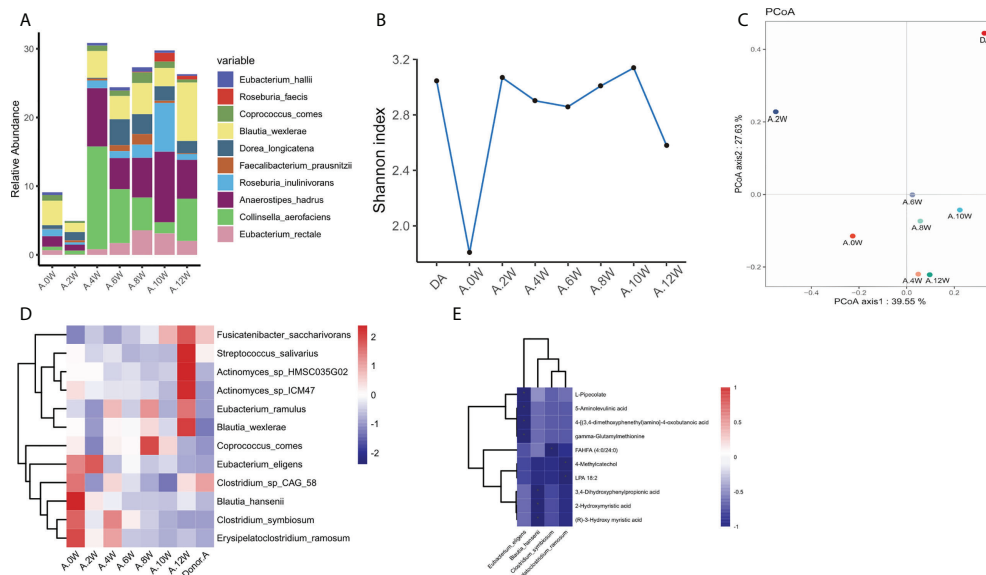 A
Relative Abundance
30
20
10
0
A.0W
A.2W
A.4W
A.6W
A.8W
A.10W
A.12W
variable
Eubacterium_hallii
Roseburia_faecis
Coprococcus_comes
Blautia_wexlerae
Dorea_longicatena
Faecalibacterium_prausnitzii
Roseburia_inulinivorans
Anaerostipes_hadrus
Collinsella_aerofaciens
Eubacterium_rectale
B
Shannon index
3.2
2.8
2.4
2.0
DA
A.0W
A.2W
A.4W
A.6W
A.8W
A.10W
A.12W
C
PCoA
PCoA axis2 : 27.63 %
0.4
0.2
0.0
-0.2
DA
A.2W
A.6W
A.10W
A.8W
A.0W
A.4W
A.12W
-0.4
-0.2
0.0
0.2
PCoA axis1 : 39.55 %
D
Fusicatenibacter_saccharivorans
Streptococcus_salivarius
Actinomyces_sp_HMSC035G02
Actinomyces_sp_ICM47
Eubacterium_ramulus
Blautia_wexlerae
Coprococcus_comes
Eubacterium_eligens
Clostridium_sp_CAG_58
Blautia_hansenii
Clostridium_symbiosum
Erysipelatoclostridium_ramosum
A.0W
A.2W
A.4W
A.6W
A.8W
A.10W
A.12W
Donor.A
2
1
0
-1
-2
E
L-Pipecolate
5-Aminolevulinic acid
4-[(3,4-dimethoxyphenethyl)amino]-4-oxobutanoic acid
gamma-Glutamylmethionine
FAHFA (4:0/24:0)
4-Methylcatechol
LPA 18:2
3,4-Dihydroxyphenylpropionic acid
2-Hydroxymyristic acid
(R)-3-Hydroxy myristic acid
Eubacterium_eligens
Blautia_hansenii
Clostridium_symbiosum
elatoclostridium_ramosum
1
0.5
0
-0.5
-1